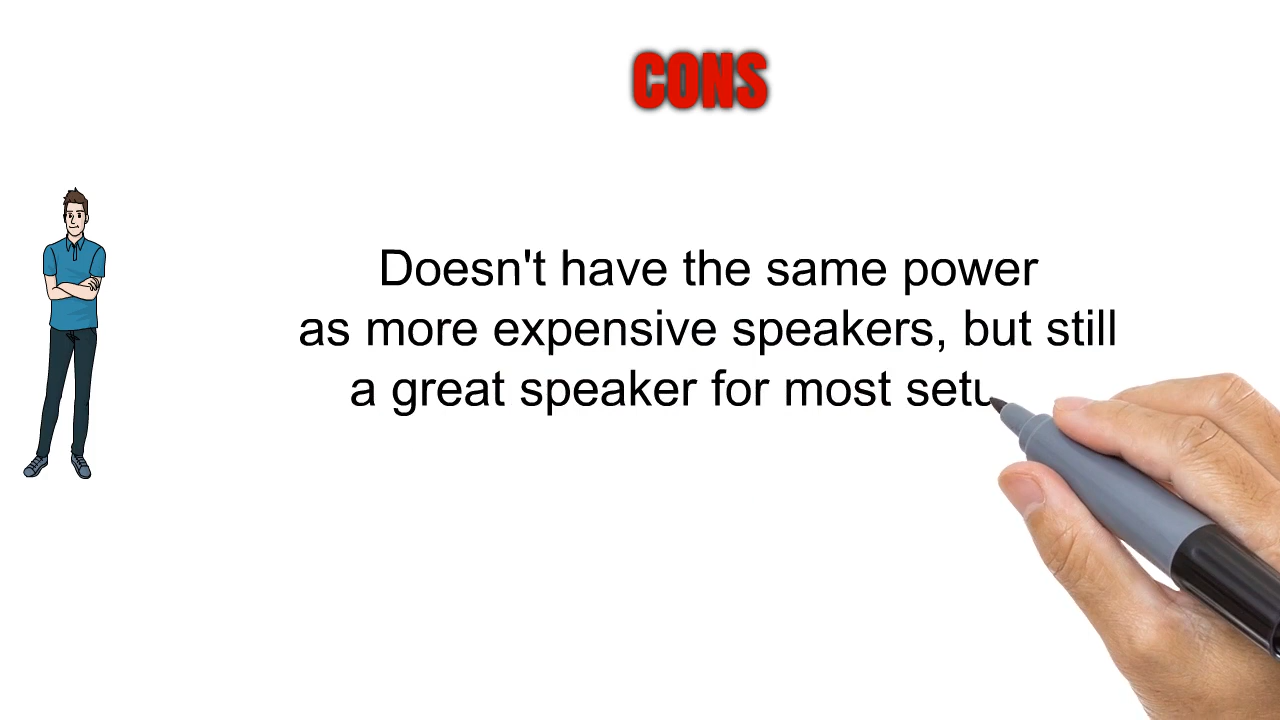 CONS
Doesn't have the same power
as more expensive speakers, but still
a great speaker for most setu